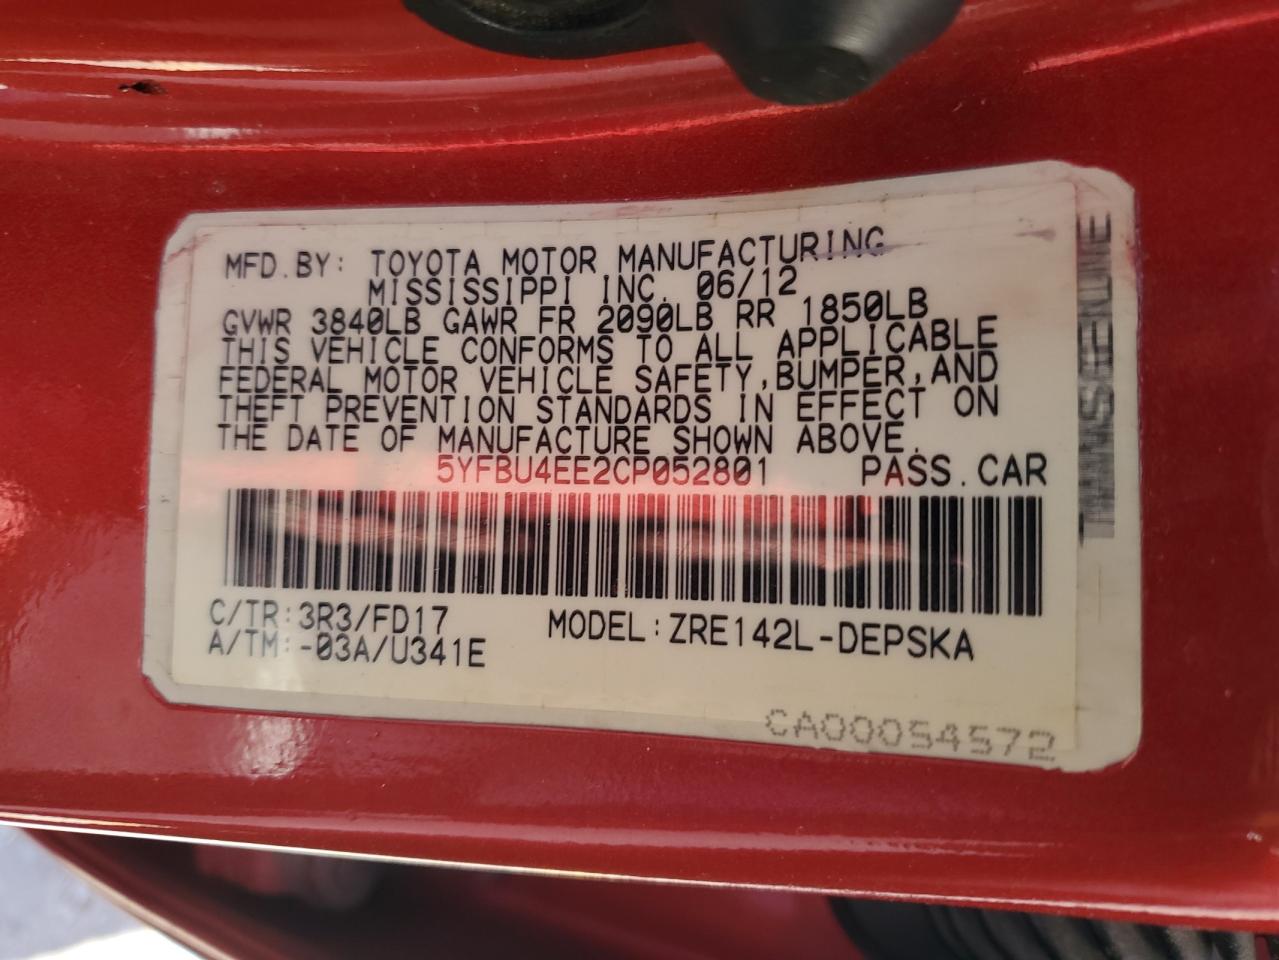 MFD.BY: TOYOTA MOTOR MANUFACTURING
MISSISSIPPI INC. 06/12
GVWR 3840LB GAWR FR 2090LB RR 1850LB
THIS VEHICLE CONFORMS TO ALL APPLICABLE
FEDERAL MOTOR VEHICLE SAFETY,BUMPER,AND
THEFT PREVENTION STANDARDS IN EFFECT ON
THE DATE OF MANUFACTURE SHOWN ABOVE.
5YFBU4EE2CP052801 PASS.CAR
C/TR:3R3/FD17 MODEL:ZRE142L-DEPSKA
A/TM:-03A/U341E
CA00054572